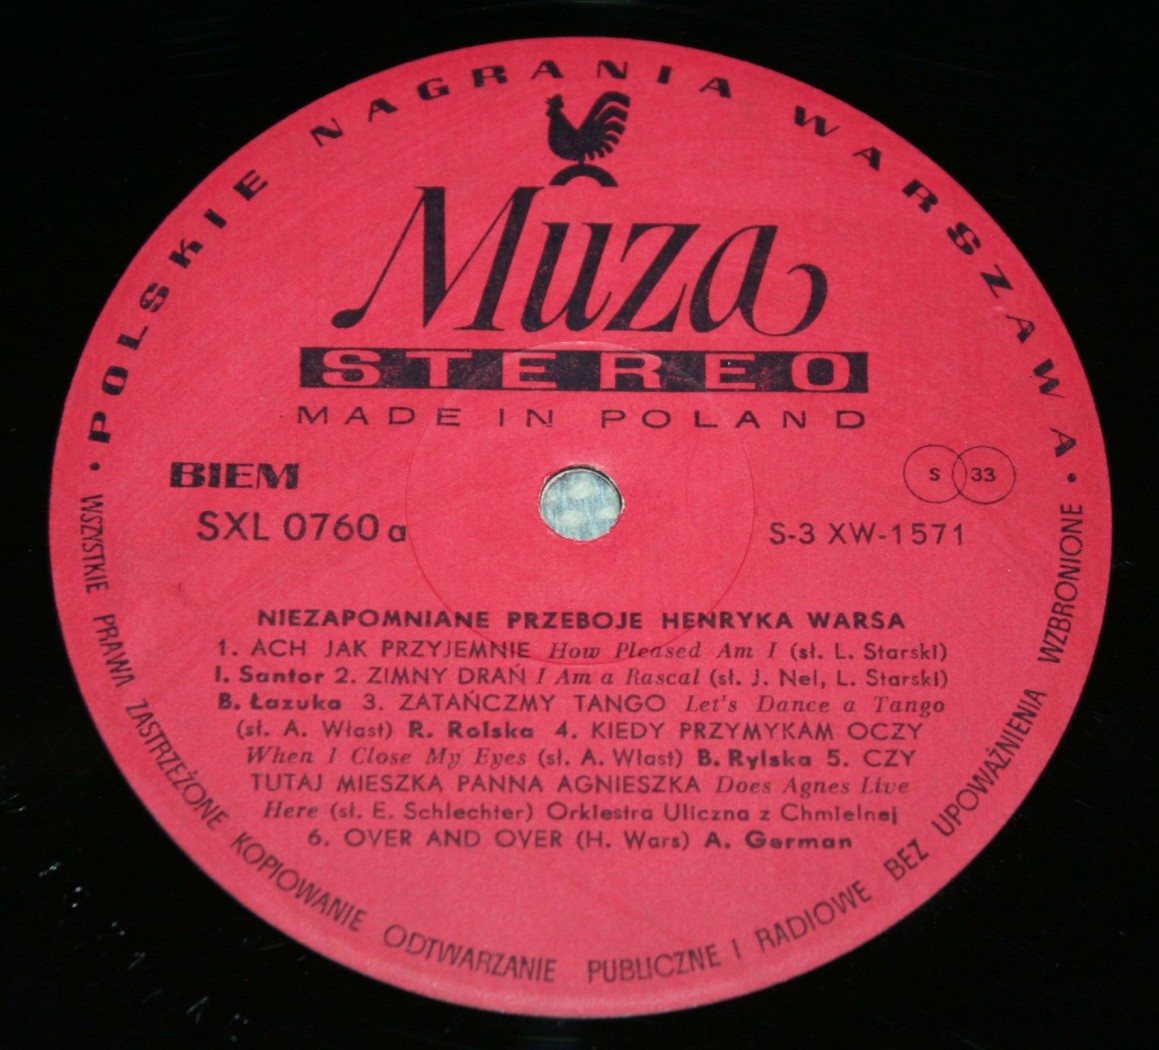 • POLSKIE NAGRANIA WARSZAWA •
Muza
STEREO
MADE IN POLAND
BIEM
S 33
SXL 0760 a
S-3 XW-1571
NIEZAPOMNIANE PRZEBOJE HENRYKA WARSA
1. ACH JAK PRZYJEMNIE How Pleased Am I (sł. L. Starski)
I. Santor 2. ZIMNY DRAŃ I Am a Rascal (sł. J. Nel, L. Starski)
B. Łazuka 3. ZATAŃCZMY TANGO Let's Dance a Tango
(sł. A. Włast) R. Rolska 4. KIEDY PRZYMYKAM OCZY
When I Close My Eyes (sł. A. Włast) B. Rylska 5. CZY
TUTAJ MIESZKA PANNA AGNIESZKA Does Agnes Live
Here (sł. E. Schlechter) Orkiestra Uliczna z Chmielnej
6. OVER AND OVER (H. Wars) A. German
WSZYSTKIE PRAWA ZASTRZEŻONE KOPIOWANIE ODTWARZANIE PUBLICZNE I RADIOWE BEZ UPOWAŻNIENIA WZBRONIONE